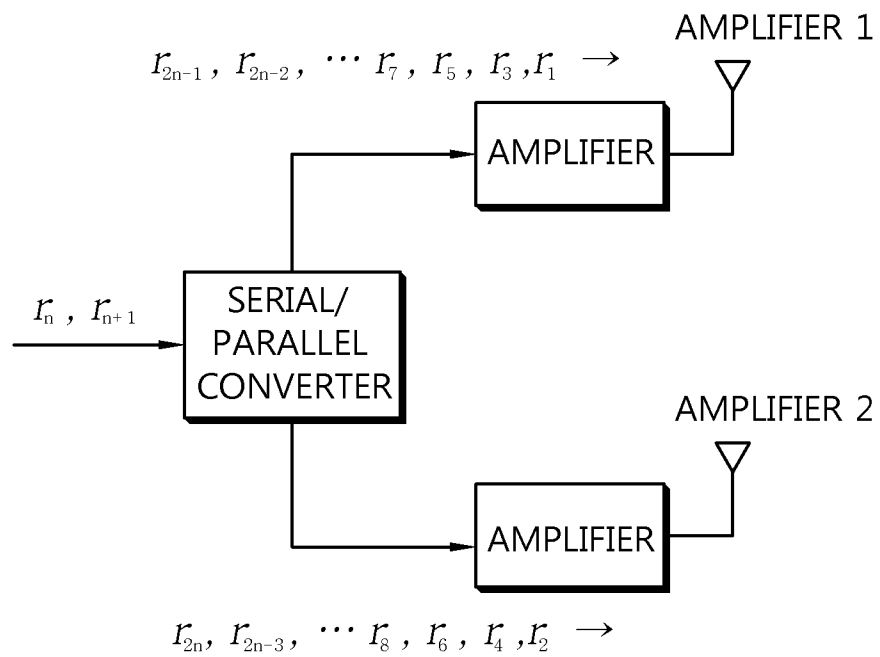 AMPLIFIER 1
r₂ₙ₋₁ , r₂ₙ₋₂ , ⋯ r₇ , r₅ , r₃ ,r₁ →
AMPLIFIER
rₙ , rₙ₊₁
SERIAL/
PARALLEL
CONVERTER
AMPLIFIER 2
AMPLIFIER
r₂ₙ, r₂ₙ₋₃ , ⋯ r₈ , r₆ , r₄ ,r₂ →